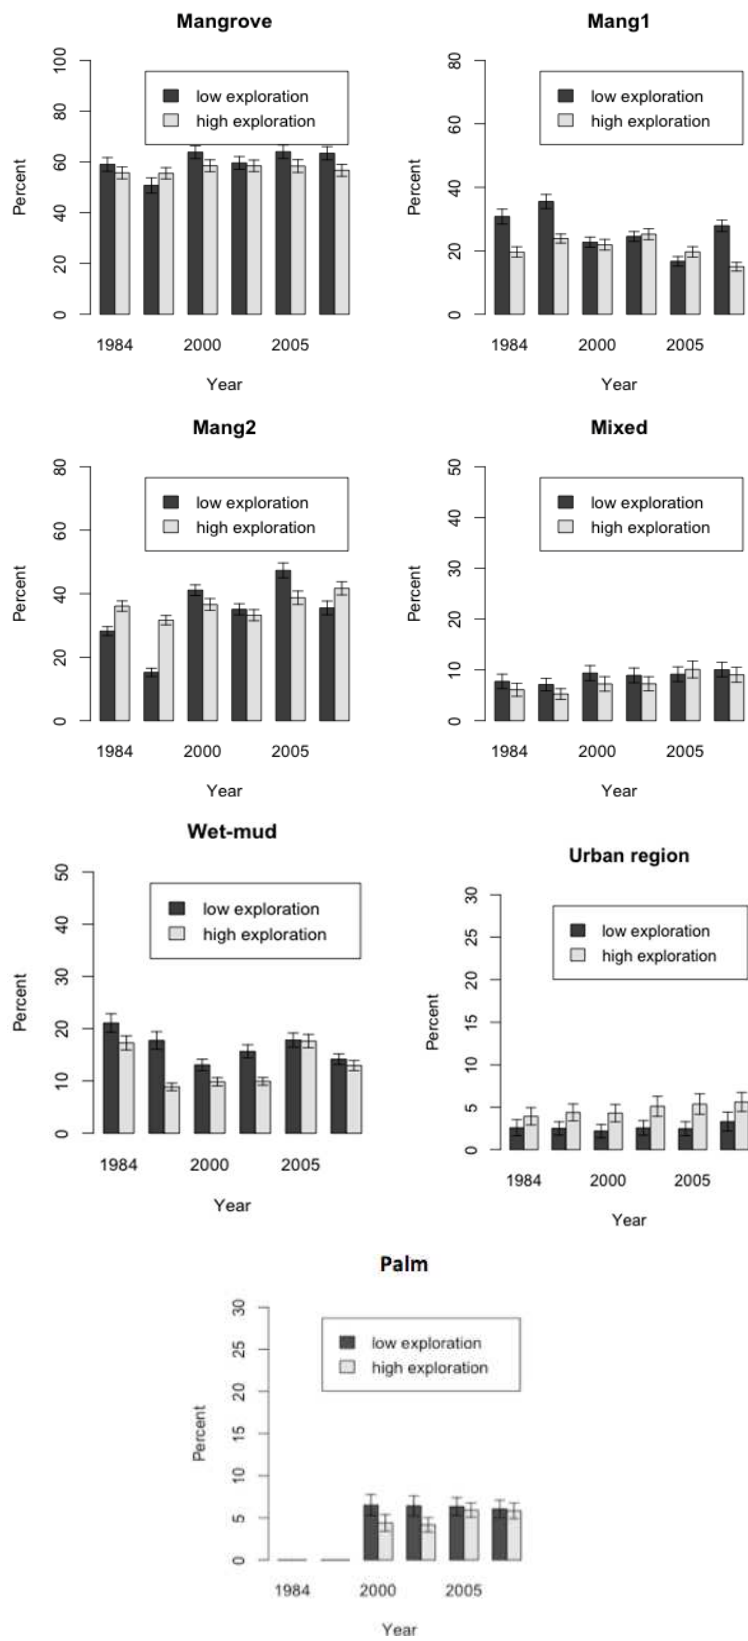 Mangrove
100
80
60
40
20
0
Percent
low exploration
high exploration
1984
2000
2005
Year
Mang1
80
60
40
20
0
Percent
low exploration
high exploration
1984
2000
2005
Year
Mang2
80
60
40
20
0
Percent
low exploration
high exploration
1984
2000
2005
Year
Mixed
50
40
30
20
10
0
Percent
low exploration
high exploration
1984
2000
2005
Year
Wet-mud
50
40
30
20
10
0
Percent
low exploration
high exploration
1984
2000
2005
Year
Urban region
30
25
20
15
10
5
0
Percent
low exploration
high exploration
1984
2000
2005
Year
Palm
30
25
20
15
10
5
0
Percent
low exploration
high exploration
1984
2000
2005
Year